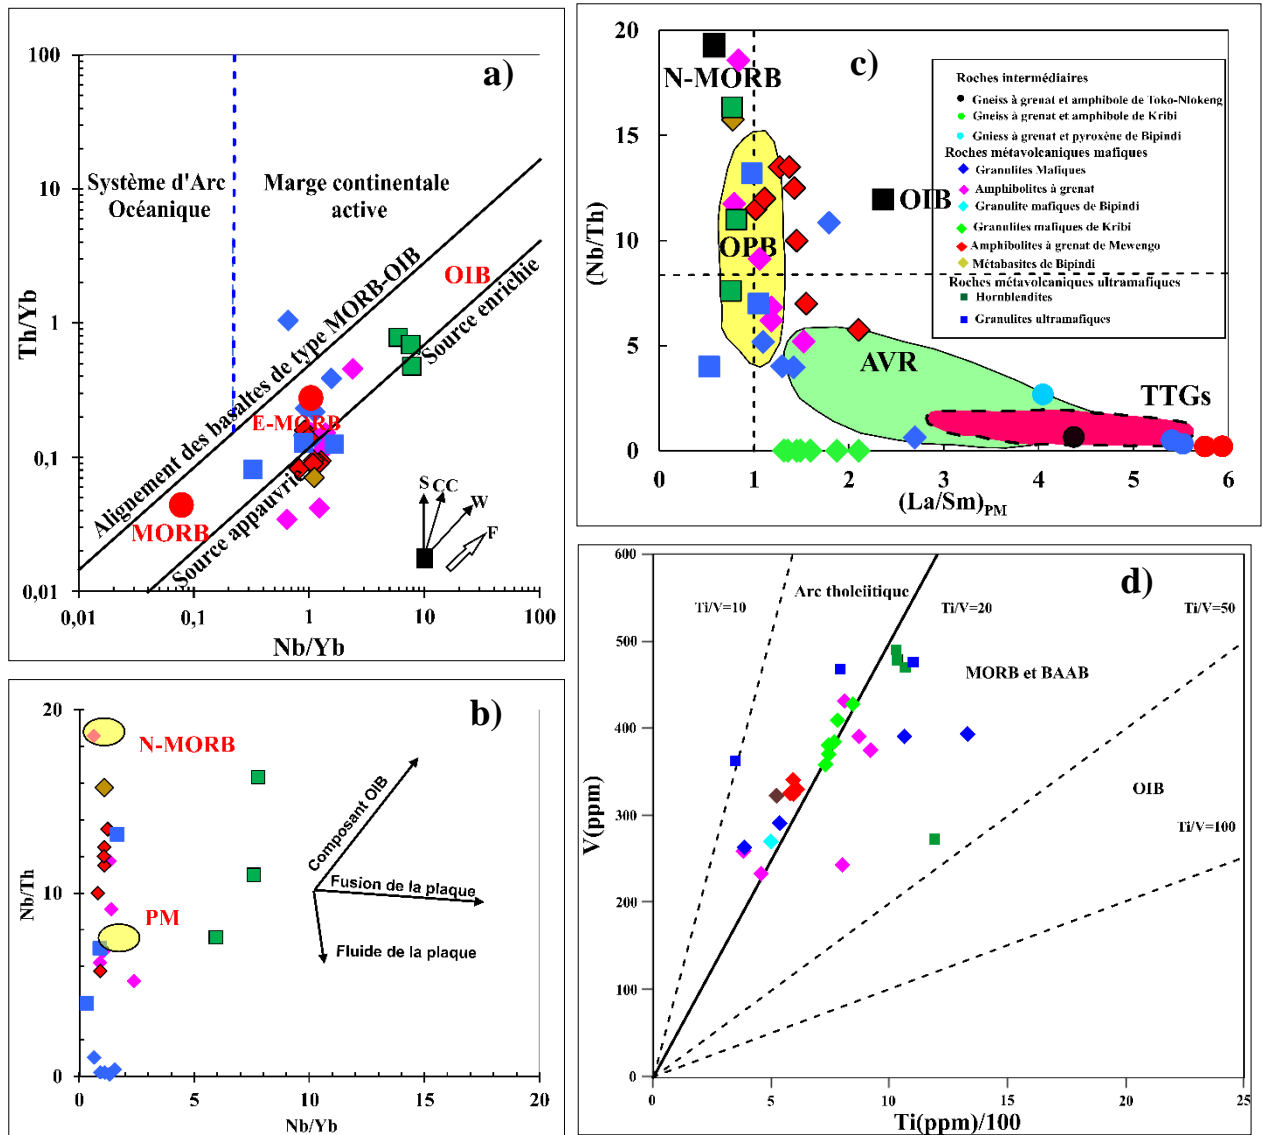 a)
100
10
1
0,1
0,01
Th/Yb
Système d'Arc
Océanique
Marge continentale
active
Alignement des basaltes de type MORB-OIB
OIB
Source enrichie
E-MORB
Source appauvrie
MORB
S
CC
W
F
0,01
0,1
1
10
100
Nb/Yb
c)
20
15
10
5
0
(Nb/Th)
N-MORB
OIB
OPB
AVR
TTGs
Roches intermédiaires
Gneiss à grenat et amphibole de Toko-Nlokeng
Gneiss à grenat et amphibole de Kribi
Gniess à grenat et pyroxène de Bipindi
Roches métavolcaniques mafiques
Granulites Mafiques
Amphibolites à grenat
Granulite mafiques de Bipindi
Granulites mafiques de Kribi
Amphibolites à grenat de Mewengo
Métabasites de Bipindi
Roches métavolcaniques ultramafiques
Hornblendites
Granulites ultramafiques
0
1
2
3
4
5
6
(La/Sm)PM
b)
20
10
0
Nb/Th
N-MORB
PM
Composant OIB
Fusion de la plaque
Fluide de la plaque
0
5
10
15
20
Nb/Yb
d)
600
500
400
300
200
100
0
V(ppm)
Arc tholeiitique
Ti/V=10
Ti/V=20
Ti/V=50
MORB et BAAB
OIB
Ti/V=100
0
5
10
15
20
25
Ti(ppm)/100